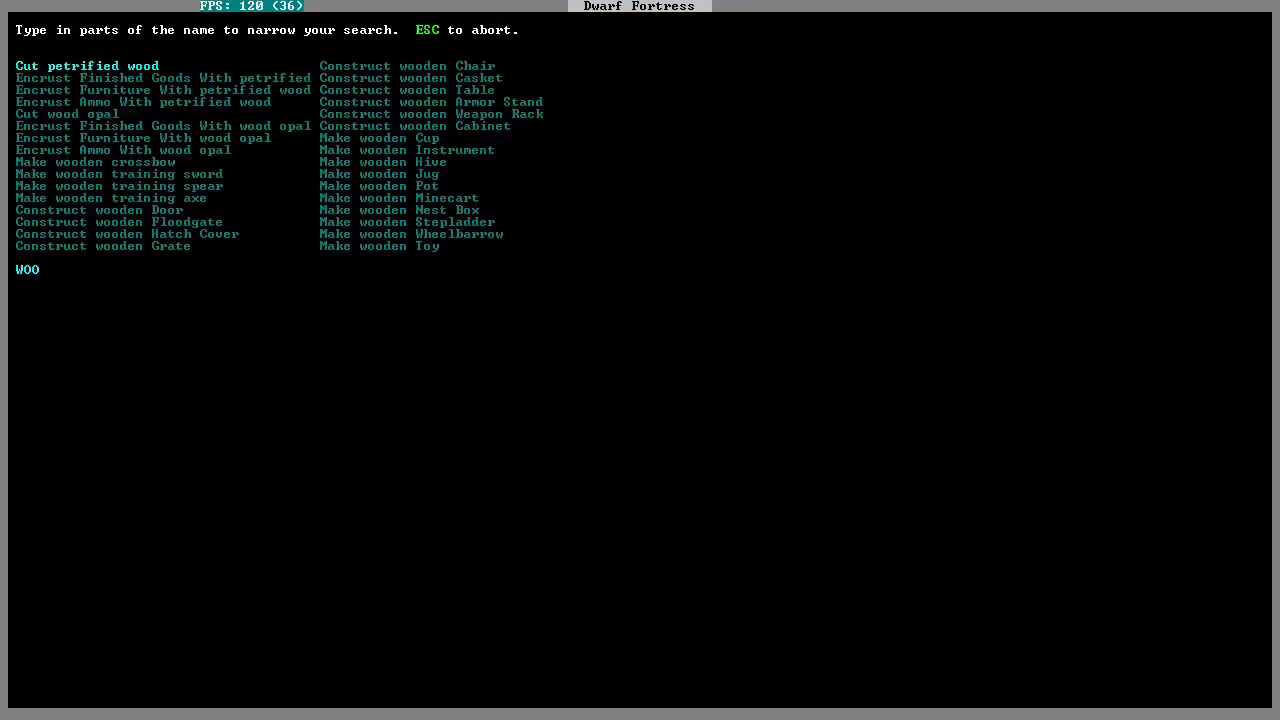 FPS: 120 (36)
Dwarf Fortress
Type in parts of the name to narrow your search. ESC to abort.
Cut petrified wood
Encrust Finished Goods With petrified
Encrust Furniture With petrified wood
Encrust Ammo With petrified wood
Cut wood opal
Encrust Finished Goods With wood opal
Encrust Furniture With wood opal
Encrust Ammo With wood opal
Make wooden crossbow
Make wooden training sword
Make wooden training spear
Make wooden training axe
Construct wooden Door
Construct wooden Floodgate
Construct wooden Hatch Cover
Construct wooden Grate
Construct wooden Chair
Construct wooden Casket
Construct wooden Table
Construct wooden Armor Stand
Construct wooden Weapon Rack
Construct wooden Cabinet
Make wooden Cup
Make wooden Instrument
Make wooden Hive
Make wooden Jug
Make wooden Pot
Make wooden Minecart
Make wooden Nest Box
Make wooden Stepladder
Make wooden Wheelbarrow
Make wooden Toy
WOO